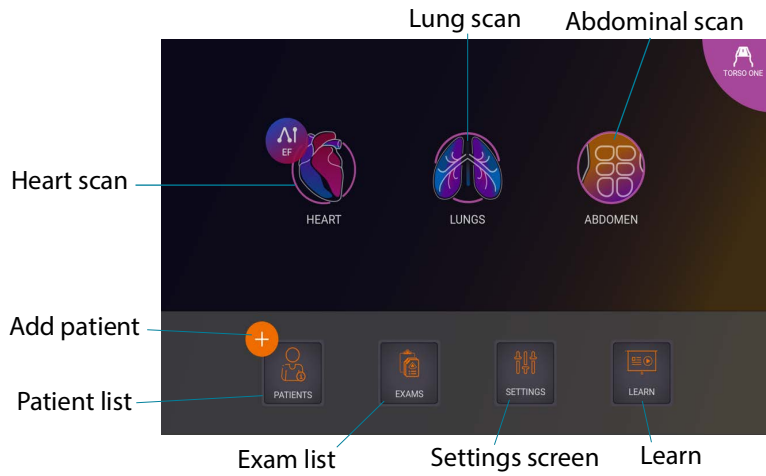 Lung scan
Abdominal scan
TORSO ONE
AI
EF
Heart scan
HEART
LUNGS
ABDOMEN
Add patient
+
Patient list
PATIENTS
EXAMS
SETTINGS
LEARN
Exam list
Settings screen
Learn